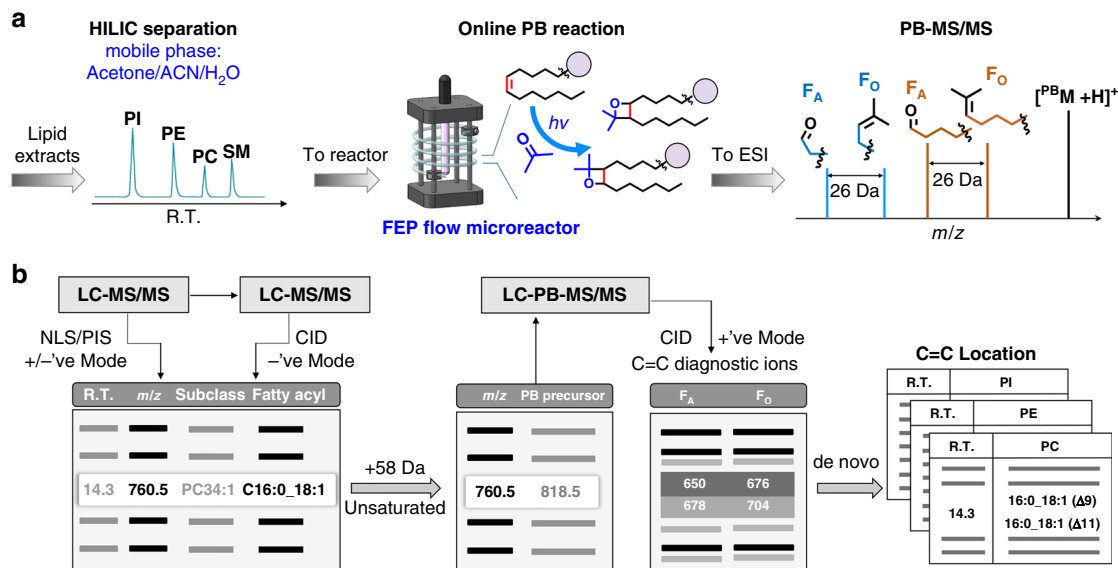 a
HILIC separation
mobile phase:
Acetone/ACN/H2O
Lipid
extracts
PI
PE
PC
SM
R.T.
To reactor
Online PB reaction
hν
O
O
O
FEP flow microreactor
To ESI
PB-MS/MS
FA
FO
FA
FO
[PBM +H]+
O
O
26 Da
26 Da
m/z
b
LC-MS/MS
LC-MS/MS
NLS/PIS
+/−'ve Mode
CID
−'ve Mode
R.T. m/z Subclass Fatty acyl
14.3 760.5 PC34:1 C16:0_18:1
+58 Da
Unsaturated
LC-PB-MS/MS
CID
+'ve Mode
C=C diagnostic ions
m/z PB precursor
760.5 818.5
FA FO
650 676
678 704
de novo
C=C Location
R.T. PI
R.T. PE
R.T. PC
14.3
16:0_18:1 (Δ9)
16:0_18:1 (Δ11)